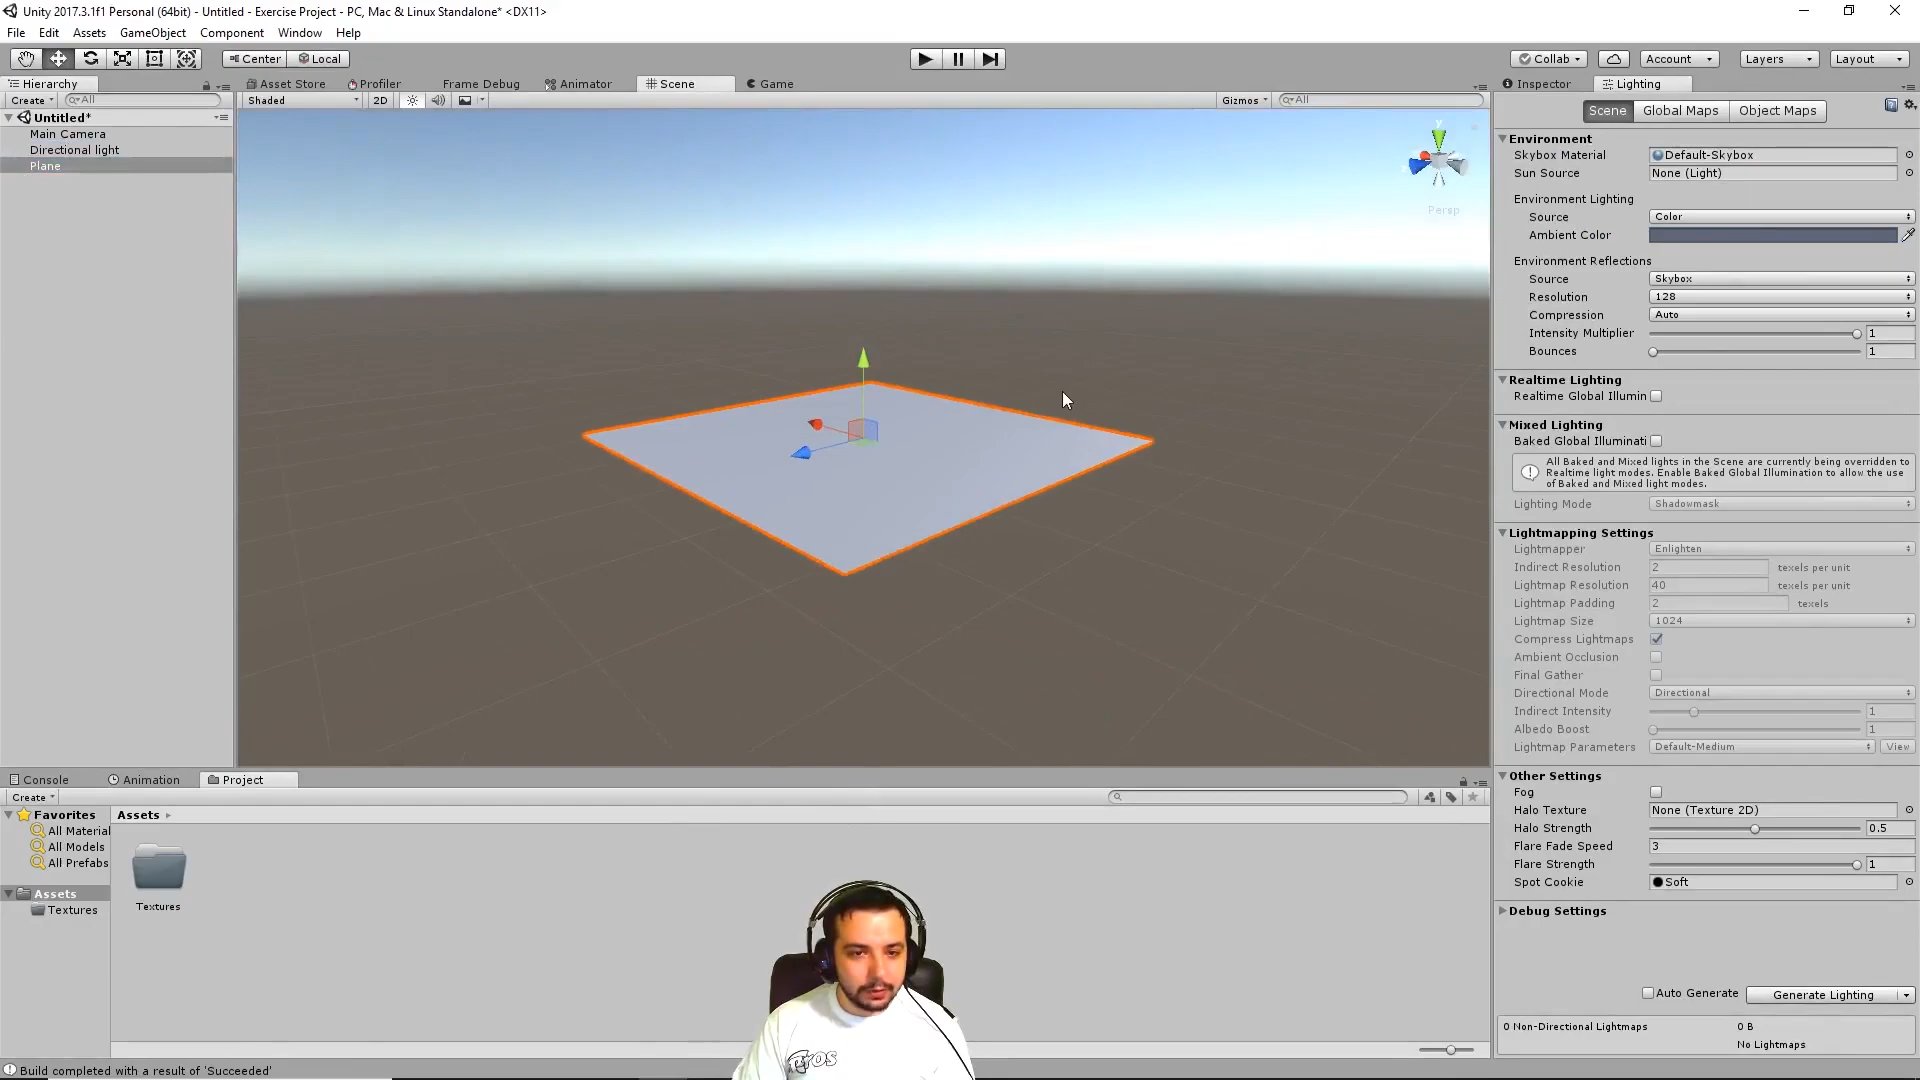 Unity 2017.3.1f1 Personal (64bit) - Untitled - Exercise Project - PC, Mac & Linux Standalone* <DX11>
File Edit Assets GameObject Component Window Help
Center Local Collab Account Layers Layout
Hierarchy
Create All
Untitled*
Main Camera
Directional light
Plane
Asset Store Profiler Frame Debug Animator Scene Game
Shaded 2D Gizmos All
y
Persp
Inspector Lighting
Scene Global Maps Object Maps
Environment
Skybox Material Default-Skybox
Sun Source None (Light)
Environment Lighting
Source Color
Ambient Color
Environment Reflections
Source Skybox
Resolution 128
Compression Auto
Intensity Multiplier 1
Bounces 1
Realtime Lighting
Realtime Global Illumin
Mixed Lighting
Baked Global Illuminati
All Baked and Mixed lights in the Scene are currently being overridden to
Realtime light modes. Enable Baked Global Illumination to allow the use
of Baked and Mixed light modes.
Lighting Mode Shadowmask
Lightmapping Settings
Lightmapper Enlighten
Indirect Resolution 2 texels per unit
Lightmap Resolution 40 texels per unit
Lightmap Padding 2 texels
Lightmap Size 1024
Compress Lightmaps
Ambient Occlusion
Final Gather
Directional Mode Directional
Indirect Intensity 1
Albedo Boost 1
Lightmap Parameters Default-Medium View
Other Settings
Fog
Halo Texture None (Texture 2D)
Halo Strength 0.5
Flare Fade Speed 3
Flare Strength 1
Spot Cookie Soft
Debug Settings
Auto Generate Generate Lighting
0 Non-Directional Lightmaps 0 B
No Lightmaps
Console Animation Project
Create
Favorites
All Material
All Models
All Prefabs
Assets
Textures
Assets
Textures
Build completed with a result of 'Succeeded'